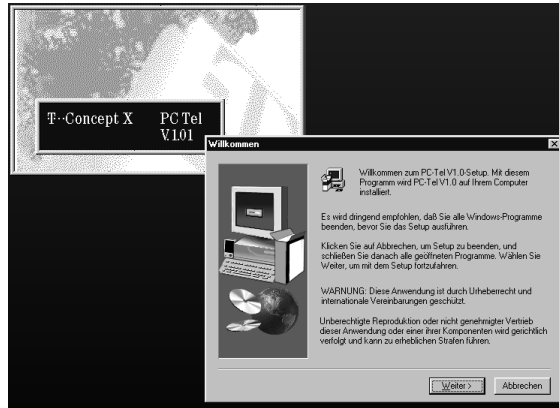 T··Concept X PC Tel
V.1.01
Willkommen
Willkommen zum PC-Tel V1.0-Setup. Mit diesem
Programm wird PC-Tel V1.0 auf Ihrem Computer
installiert.
Es wird dringend empfohlen, daß Sie alle Windows-Programme
beenden, bevor Sie das Setup ausführen.
Klicken Sie auf Abbrechen, um Setup zu beenden, und
schließen Sie danach alle geöffneten Programme. Wählen Sie
Weiter, um mit dem Setup fortzufahren.
WARNUNG: Diese Anwendung ist durch Urheberrecht und
internationale Vereinbarungen geschützt.
Unberechtigte Reproduktion oder nicht genehmigter Vertrieb
dieser Anwendung oder einer ihrer Komponenten wird gerichtlich
verfolgt und kann zu erheblichen Strafen führen.
Weiter > Abbrechen